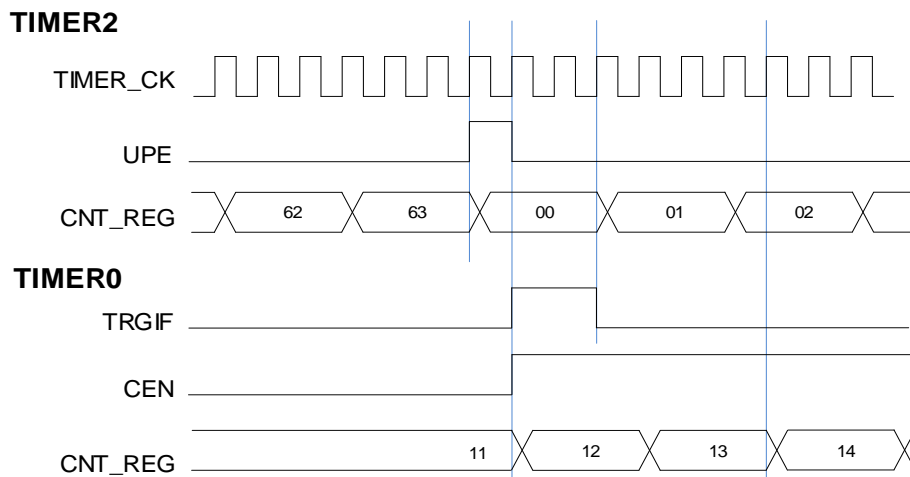 TIMER2
TIMER_CK
UPE
CNT_REG 62 63 00 01 02
TIMER0
TRGIF
CEN
CNT_REG 11 12 13 14